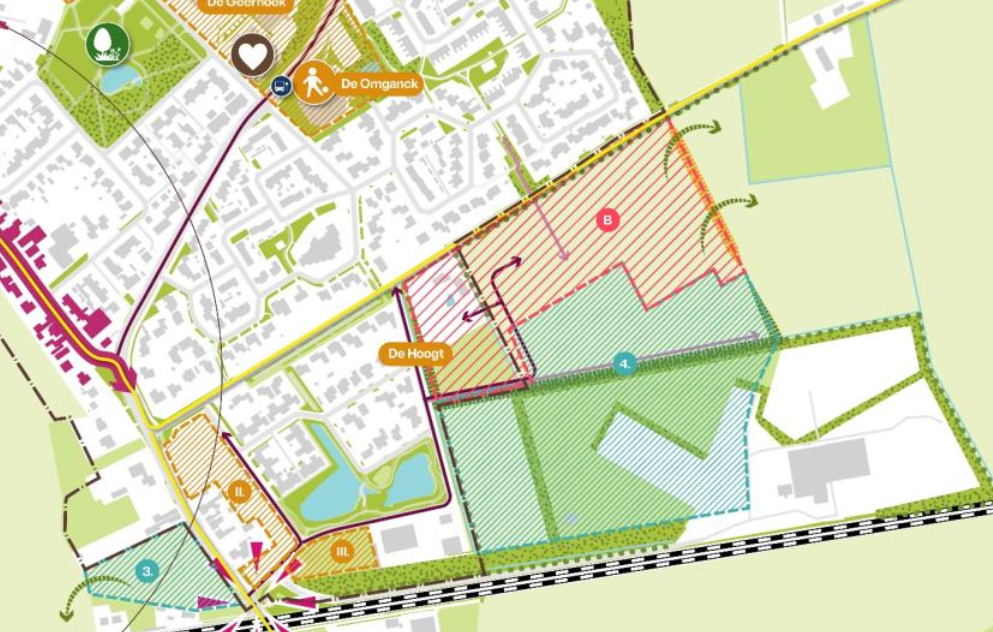 De Geerhoek
De Omganck
B
De Hoogt
4.
II.
III.
3.